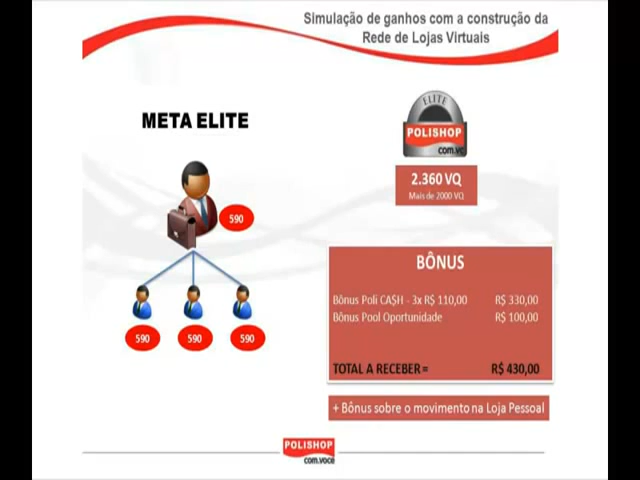 Simulação de ganhos com a construção da
Rede de Lojas Virtuais
META ELITE
ELITE
POLISHOP
com.vc
2.360 VQ
Mais de 2000 VQ
590
590
590
590
BÔNUS
Bônus Poli CA$H - 3x R$ 110,00 R$ 330,00
Bônus Pool Oportunidade R$ 100,00
TOTAL A RECEBER = R$ 430,00
+ Bônus sobre o movimento na Loja Pessoal
POLISHOP
com.voce